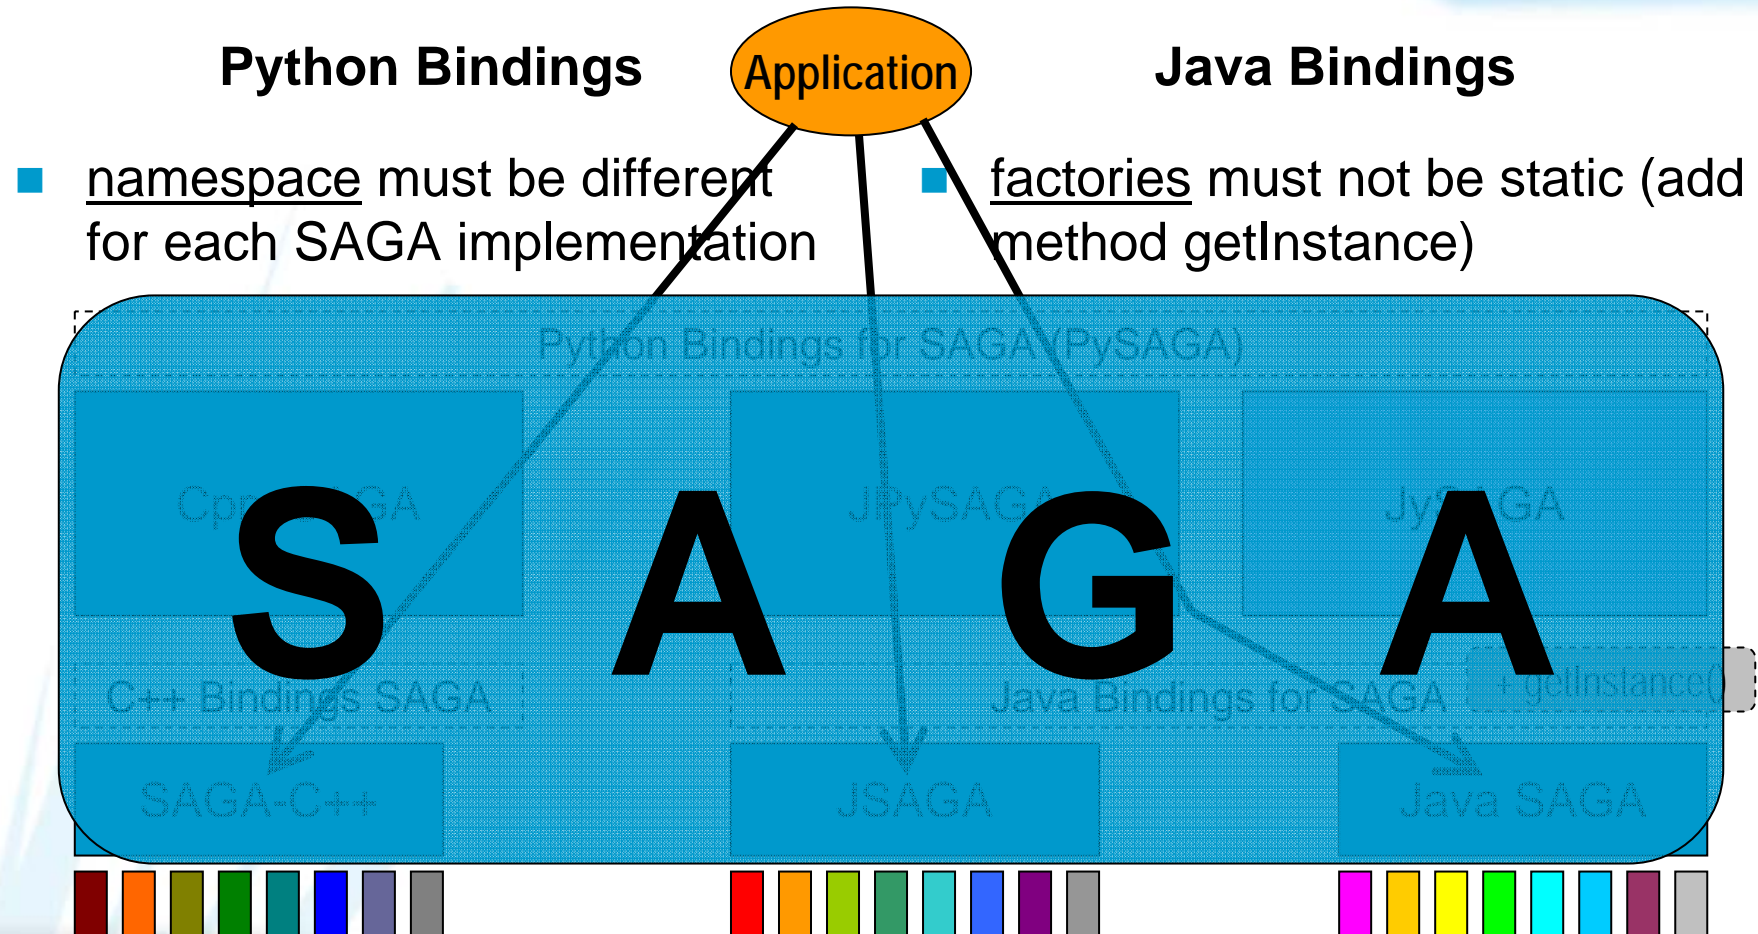 Python Bindings
Application
Java Bindings
namespace must be different
for each SAGA implementation
factories must not be static (add
method getInstance)
Python Bindings for SAGA (PySAGA)
JPySAGA
JySAGA
S A G A
C++ Bindings SAGA
Java Bindings for SAGA
+ getInstance()
SAGA-C++
JSAGA
Java SAGA